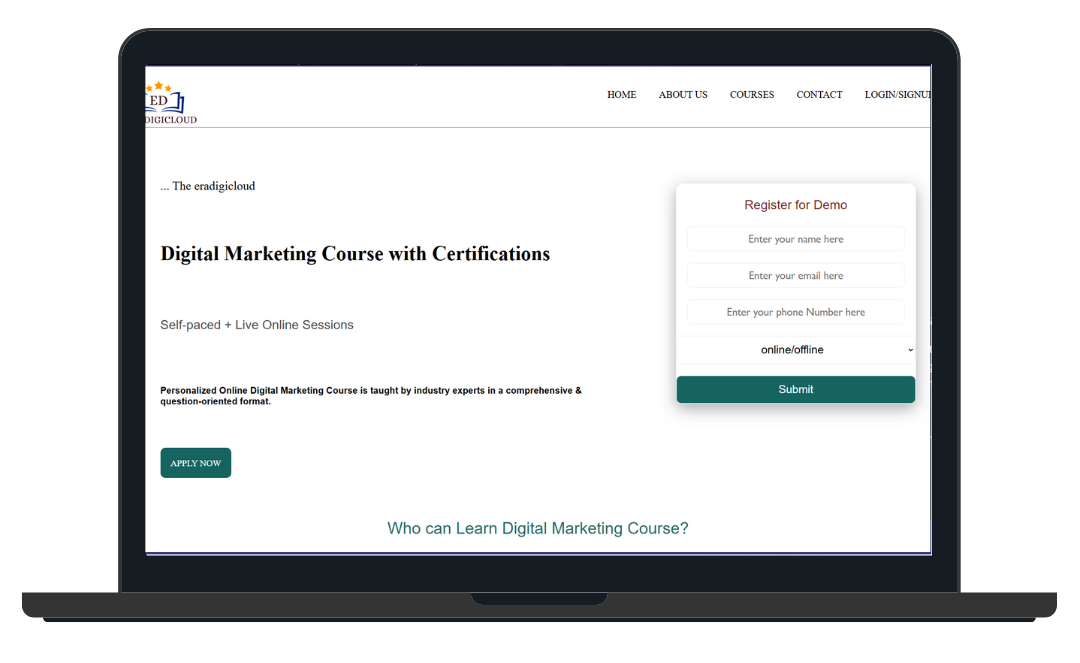 ED
DIGICLOUD
HOME ABOUT US COURSES CONTACT LOGIN/SIGNUP
... The eradigicloud
Digital Marketing Course with Certifications
Self-paced + Live Online Sessions
Personalized Online Digital Marketing Course is taught by industry experts in a comprehensive &
question-oriented format.
APPLY NOW
Register for Demo
Enter your name here
Enter your email here
Enter your phone Number here
online/offline
Submit
Who can Learn Digital Marketing Course?